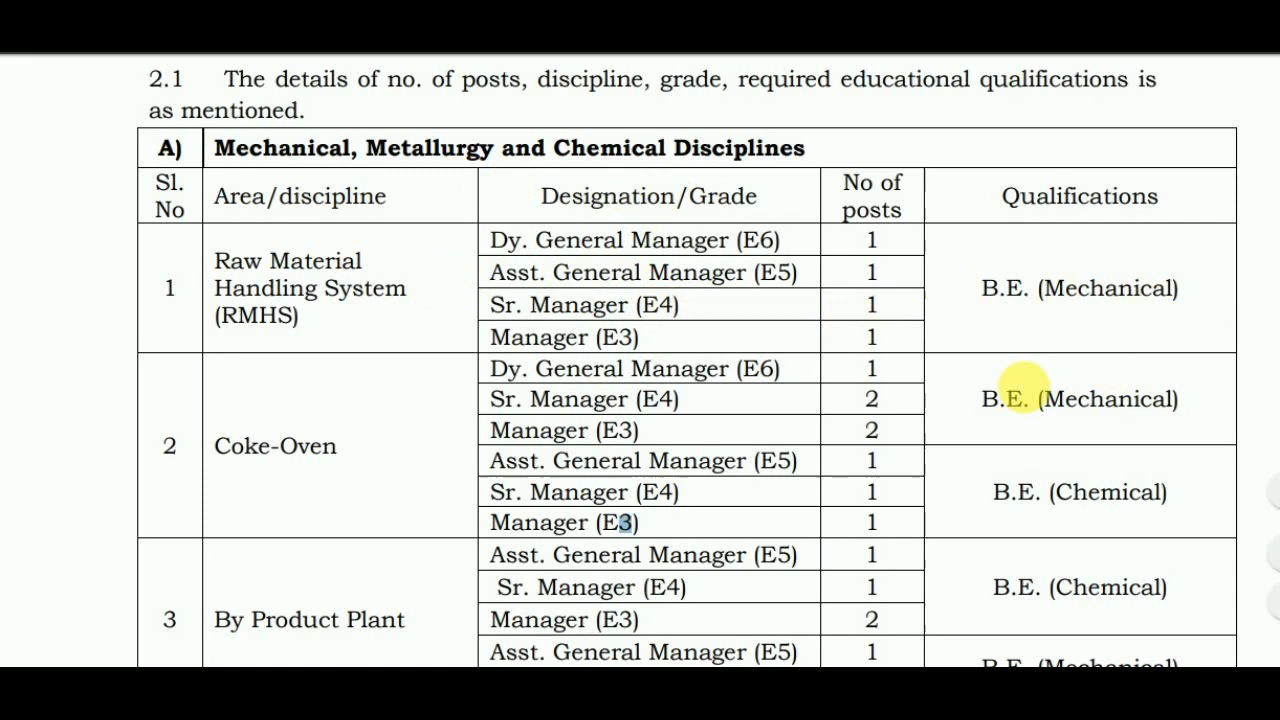 2.1 The details of no. of posts, discipline, grade, required educational qualifications is
as mentioned.
A) Mechanical, Metallurgy and Chemical Disciplines
Sl. No Area/discipline Designation/Grade No of posts Qualifications
1 Raw Material Handling System (RMHS)
Dy. General Manager (E6) 1
Asst. General Manager (E5) 1
Sr. Manager (E4) 1
Manager (E3) 1
B.E. (Mechanical)
2 Coke-Oven
Dy. General Manager (E6) 1
Sr. Manager (E4) 2
Manager (E3) 2
B.E. (Mechanical)
Asst. General Manager (E5) 1
Sr. Manager (E4) 1
Manager (E3) 1
B.E. (Chemical)
3 By Product Plant
Asst. General Manager (E5) 1
Sr. Manager (E4) 1
Manager (E3) 2
B.E. (Chemical)
Asst. General Manager (E5) 1
B.E. (Mechanical)